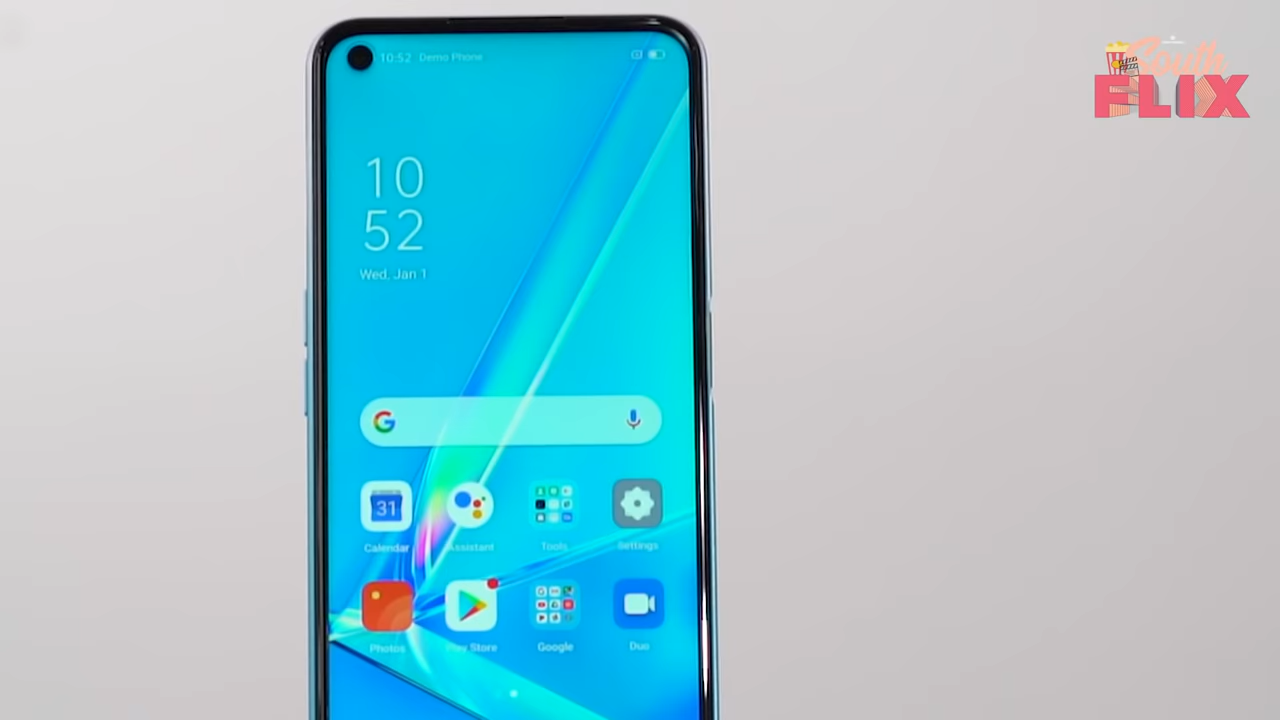 South
FLIX
10:52 Demo Phone
10
52
Wed, Jan 1
G
31
Calendar Assistant Tools Settings
Photos Play Store Google Duo